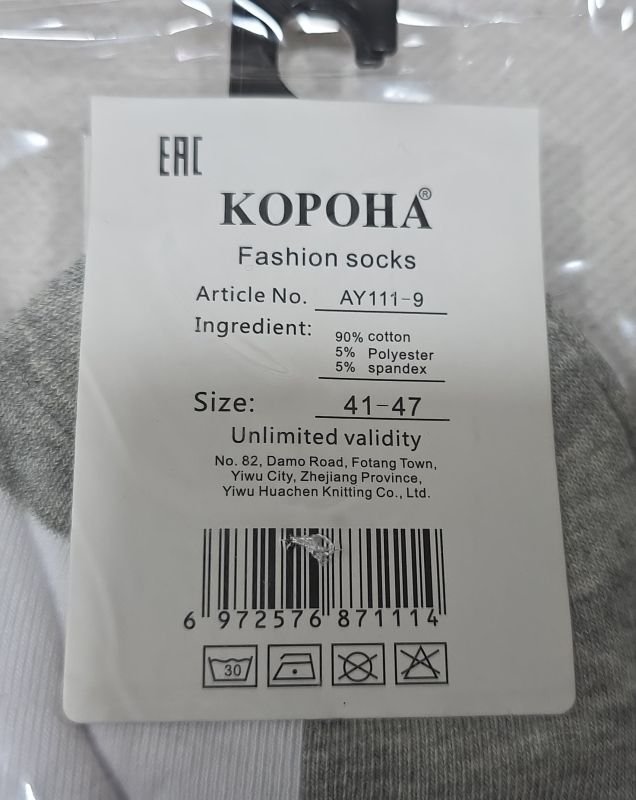 EAC
КОРОНА®
Fashion socks
Article No. AY111-9
Ingredient: 90% cotton
5% Polyester
5% spandex
Size: 41-47
Unlimited validity
No. 82, Damo Road, Fotang Town,
Yiwu City, Zhejiang Province,
Yiwu Huachen Knitting Co., Ltd.
6 972576 871114
30